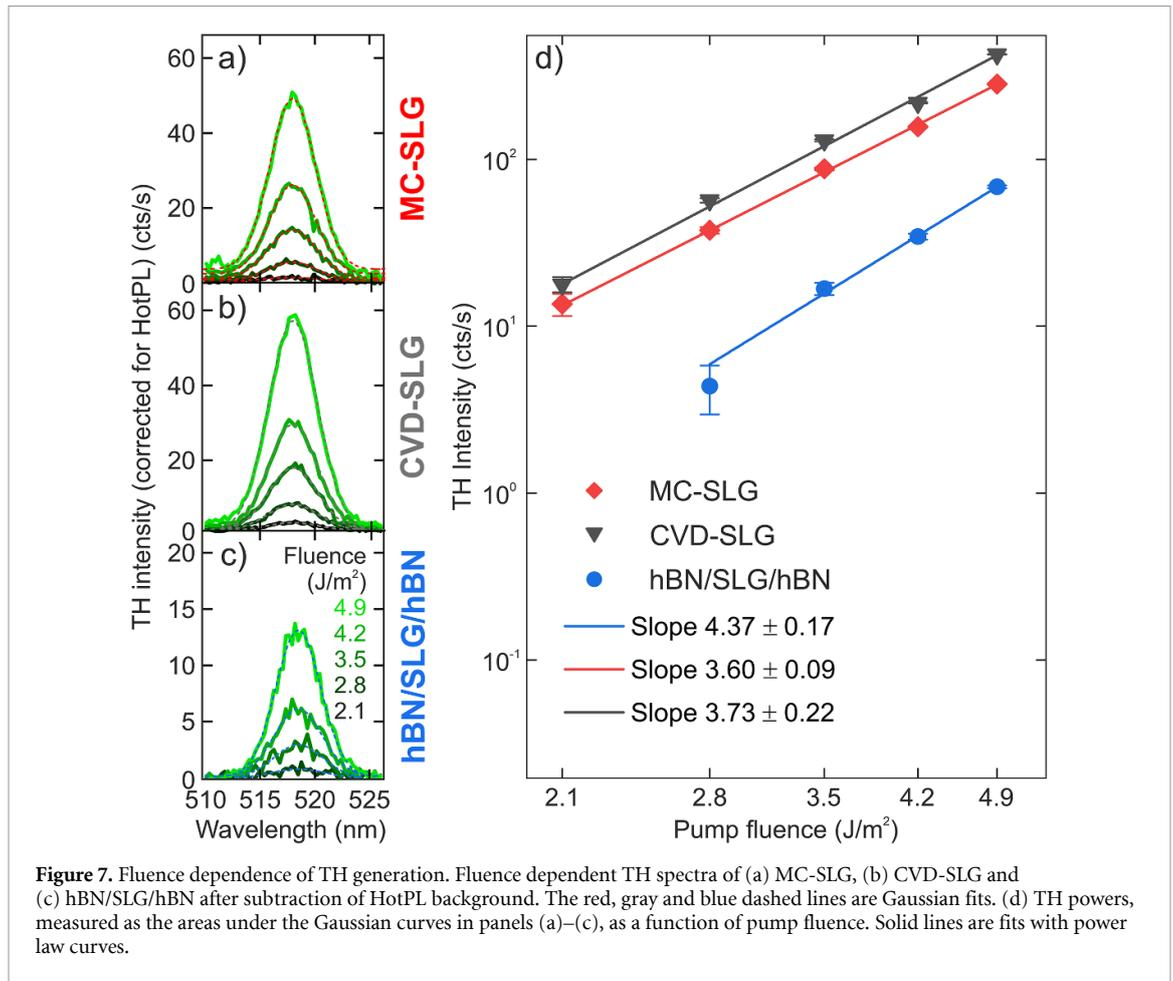 TH intensity (corrected for HotPL) (cts/s)
a)
60
40
20
0
MC-SLG
b)
60
40
20
0
CVD-SLG
c)
Fluence
(J/m²)
4.9
4.2
3.5
2.8
2.1
20
15
10
5
0
hBN/SLG/hBN
510 515 520 525
Wavelength (nm)
d)
TH Intensity (cts/s)
10²
10¹
10⁰
10⁻¹
MC-SLG
CVD-SLG
hBN/SLG/hBN
Slope 4.37 ± 0.17
Slope 3.60 ± 0.09
Slope 3.73 ± 0.22
2.1 2.8 3.5 4.2 4.9
Pump fluence (J/m²)
Figure 7. Fluence dependence of TH generation. Fluence dependent TH spectra of (a) MC-SLG, (b) CVD-SLG and
(c) hBN/SLG/hBN after subtraction of HotPL background. The red, gray and blue dashed lines are Gaussian fits. (d) TH powers,
measured as the areas under the Gaussian curves in panels (a)–(c), as a function of pump fluence. Solid lines are fits with power
law curves.